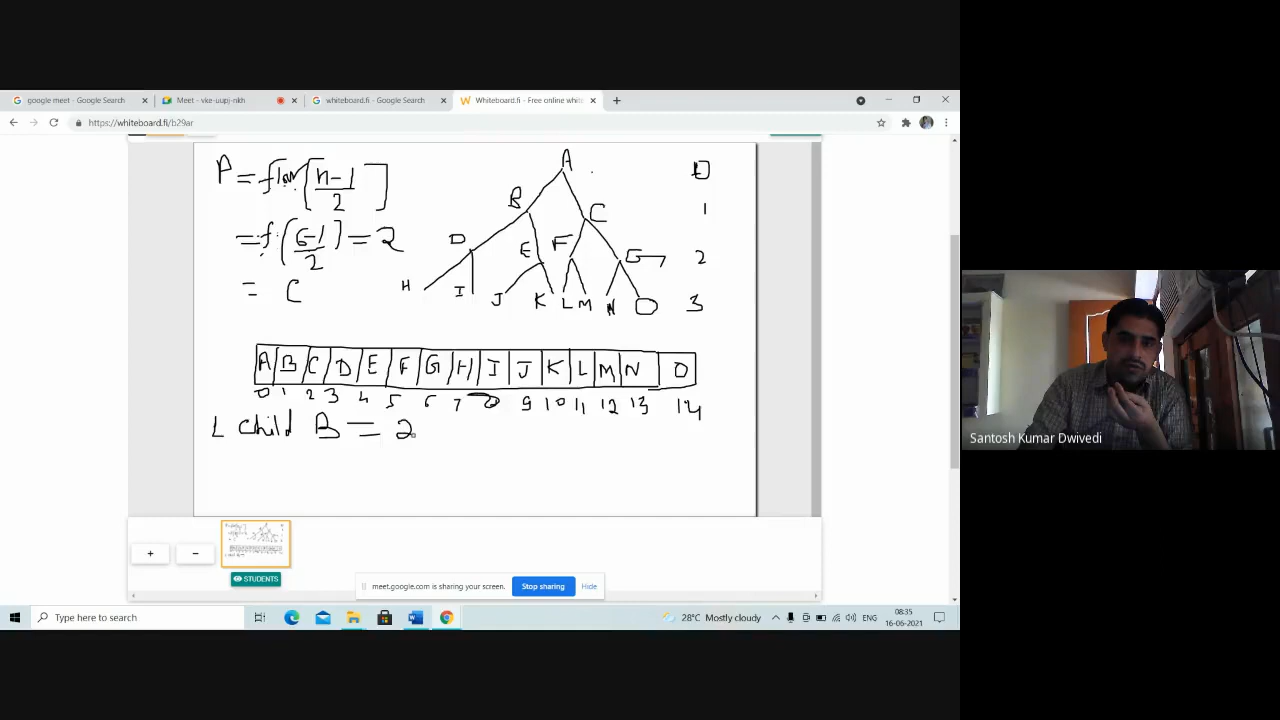 google meet - Google Search
Meet - vke-uupj-nkh
whiteboard.fi - Google Search
Whiteboard.fi - Free online white
https://whiteboard.fi/b29ar
P = floor [n-1
2]
= f [6-1
2] = 2
= C
A
B C
D E F G
H I J K L M N O
0
1
2
3
A B C D E F G H I J K L M N O
0 1 2 3 4 5 6 7 8 9 10 11 12 13 14
L child B = 2
+ -
STUDENTS
meet.google.com is sharing your screen. Stop sharing Hide
Type here to search
28°C Mostly cloudy
ENG
08:35
16-06-2021
Santosh Kumar Dwivedi